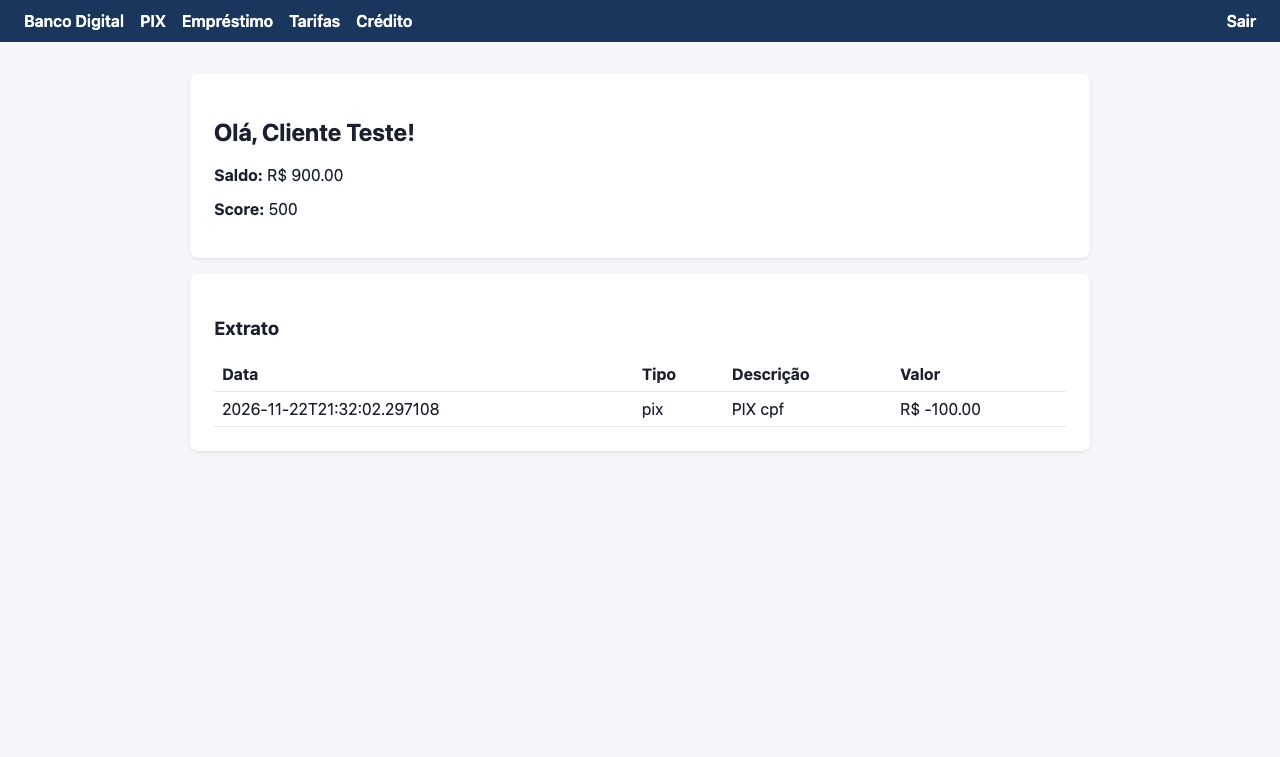 Banco Digital PIX Empréstimo Tarifas Crédito Sair
Olá, Cliente Teste!
Saldo: R$ 900.00
Score: 500
Extrato
Data Tipo Descrição Valor
2026-11-22T21:32:02.297108 pix PIX cpf R$ -100.00